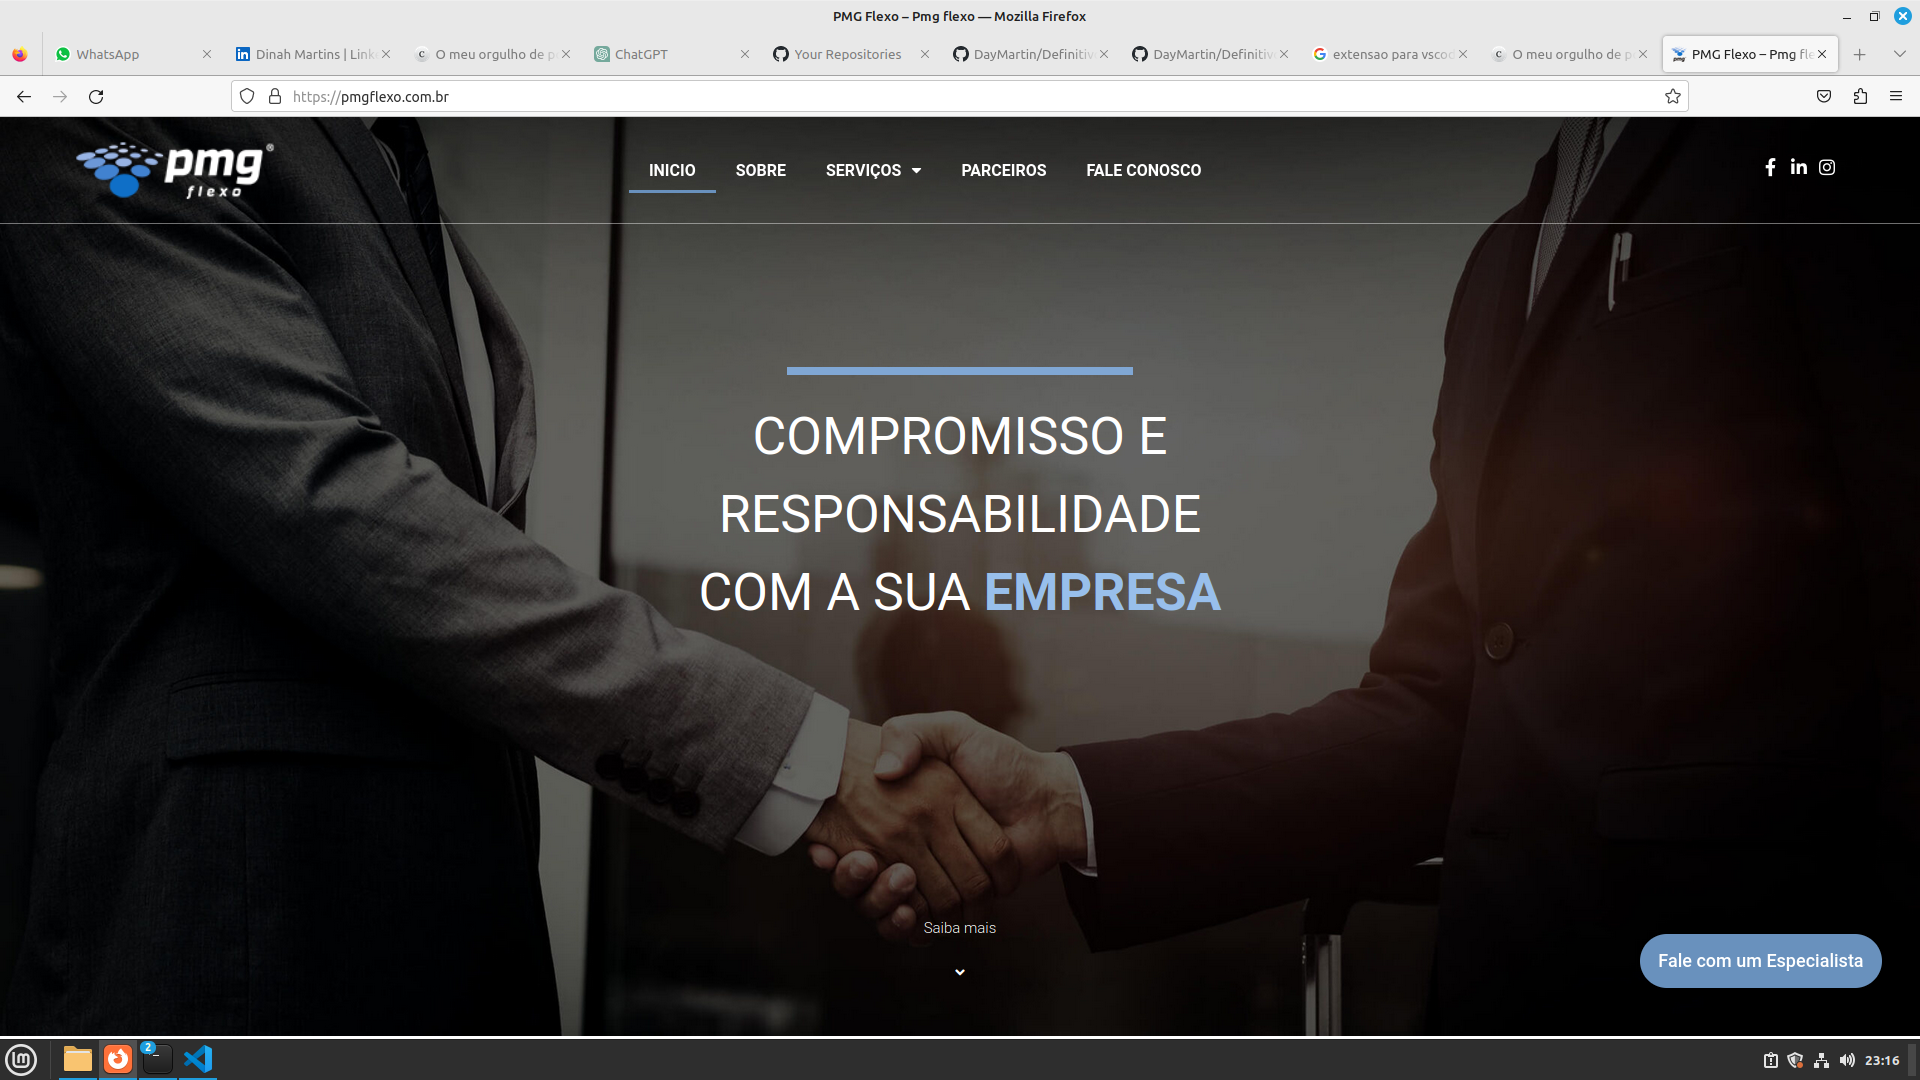 PMG Flexo – Pmg flexo — Mozilla Firefox
WhatsApp
Dinah Martins | Link
O meu orgulho de p
ChatGPT
Your Repositories
DayMartin/Definitiv
DayMartin/Definitiv
extensao para vscod
O meu orgulho de p
PMG Flexo – Pmg fle
https://pmgflexo.com.br
pmg®
flexo
INICIO
SOBRE
SERVIÇOS
PARCEIROS
FALE CONOSCO
COMPROMISSO E
RESPONSABILIDADE
COM A SUA EMPRESA
Saiba mais
Fale com um Especialista
2
23:16